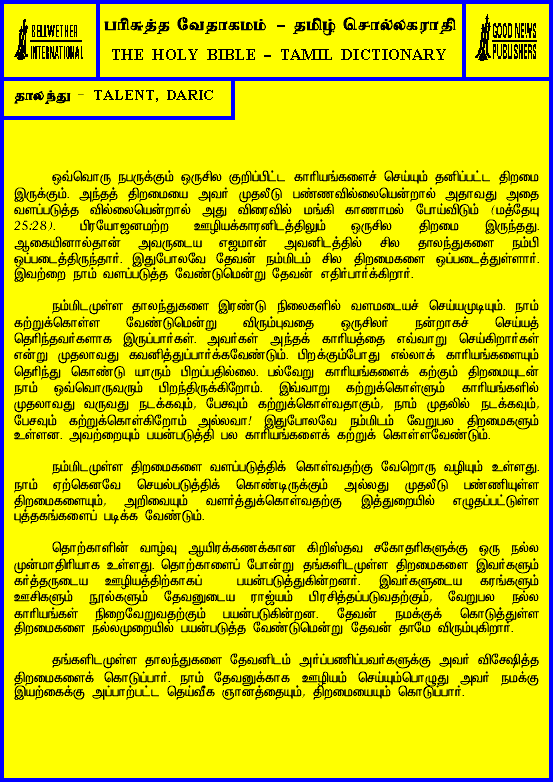 BELLWETHER
INTERNATIONAL
பரிசுத்த வேதாகமம் – தமிழ் சொல்லகராதி
THE HOLY BIBLE – TAMIL DICTIONARY
GOOD NEWS
PUBLISHERS
தாலந்து – TALENT, DARIC
ஒவ்வொரு நபருக்கும் ஒருசில குறிப்பிட்ட காரியங்களைச் செய்யும் தனிப்பட்ட திறமை
இருக்கும். அந்தத் திறமையை அவர் முதலீடு பண்ணவில்லையென்றால் அதாவது அதை
வளப்படுத்த வில்லையென்றால் அது விரைவில் மங்கி காணாமல் போய்விடும் (மத்தேயு
25:28). பிரயோஜனமற்ற ஊழியக்காரனிடத்திலும் ஒருசில திறமை இருந்தது.
ஆகையினால்தான் அவருடைய எஜமான் அவனிடத்தில் சில தாலந்துகளை நம்பி
ஒப்படைத்திருந்தார். இதுபோலவே தேவன் நம்மிடம் சில திறமைகளை ஒப்படைத்துள்ளார்.
இவற்றை நாம் வளப்படுத்த வேண்டுமென்று தேவன் எதிர்பார்க்கிறார்.
நம்மிடமுள்ள தாலந்துகளை இரண்டு நிலைகளில் வளமடையச் செய்யமுடியும். நாம்
கற்றுக்கொள்ள வேண்டுமென்று விரும்புவதை ஒருசிலர் நன்றாகச் செய்யத்
தெரிந்தவர்களாக இருப்பார்கள். அவர்கள் அந்தக் காரியத்தை எவ்வாறு செய்கிறார்கள்
என்று முதலாவது கவனித்துப்பார்க்கவேண்டும். பிறக்கும்போது எல்லாக் காரியங்களையும்
தெரிந்து கொண்டு யாரும் பிறப்பதில்லை. பல்வேறு காரியங்களைக் கற்கும் திறமையுடன்
நாம் ஒவ்வொருவரும் பிறந்திருக்கிறோம். இவ்வாறு கற்றுக்கொள்ளும் காரியங்களில்
முதலாவது வருவது நடக்கவும், பேசவும் கற்றுக்கொள்வதாகும், நாம் முதலில் நடக்கவும்,
பேசவும் கற்றுக்கொள்கிறோம் அல்லவா! இதுபோலவே நம்மிடம் வேறுபல திறமைகளும்
உள்ளன. அவற்றையும் பயன்படுத்தி பல காரியங்களைக் கற்றுக் கொள்ளவேண்டும்.
நம்மிடமுள்ள திறமைகளை வளப்படுத்திக் கொள்வதற்கு வேறொரு வழியும் உள்ளது.
நாம் ஏற்கெனவே செயல்படுத்திக் கொண்டிருக்கும் அல்லது முதலீடு பண்ணியுள்ள
திறமைகளையும், அறிவையும் வளர்த்துக்கொள்வதற்கு இத்துறையில் எழுதப்பட்டுள்ள
புத்தகங்களைப் படிக்க வேண்டும்.
தொற்காளின் வாழ்வு ஆயிரக்கணக்கான கிறிஸ்தவ சகோதரிகளுக்கு ஒரு நல்ல
முன்மாதிரியாக உள்ளது. தொற்காளைப் போன்று தங்களிடமுள்ள திறமைகளை இவர்களும்
கர்த்தருடைய ஊழியத்திற்காகப் பயன்படுத்துகின்றனர். இவர்களுடைய கரங்களும்
ஊசிகளும் நூல்களும் தேவனுடைய ராஜ்யம் பிரசித்தப்படுவதற்கும், வேறுபல நல்ல
காரியங்கள் நிறைவேறுவதற்கும் பயன்படுகின்றன. தேவன் நமக்குக் கொடுத்துள்ள
திறமைகளை நல்லமுறையில் பயன்படுத்த வேண்டுமென்று தேவன் தாமே விரும்புகிறார்.
தங்களிடமுள்ள தாலந்துகளை தேவனிடம் அர்ப்பணிப்பவர்களுக்கு அவர் விசேஷித்த
திறமைகளைக் கொடுப்பார். நாம் தேவனுக்காக ஊழியம் செய்யும்பொழுது அவர் நமக்கு
இயற்கைக்கு அப்பாற்பட்ட தெய்வீக ஞானத்தையும், திறமையையும் கொடுப்பார்.